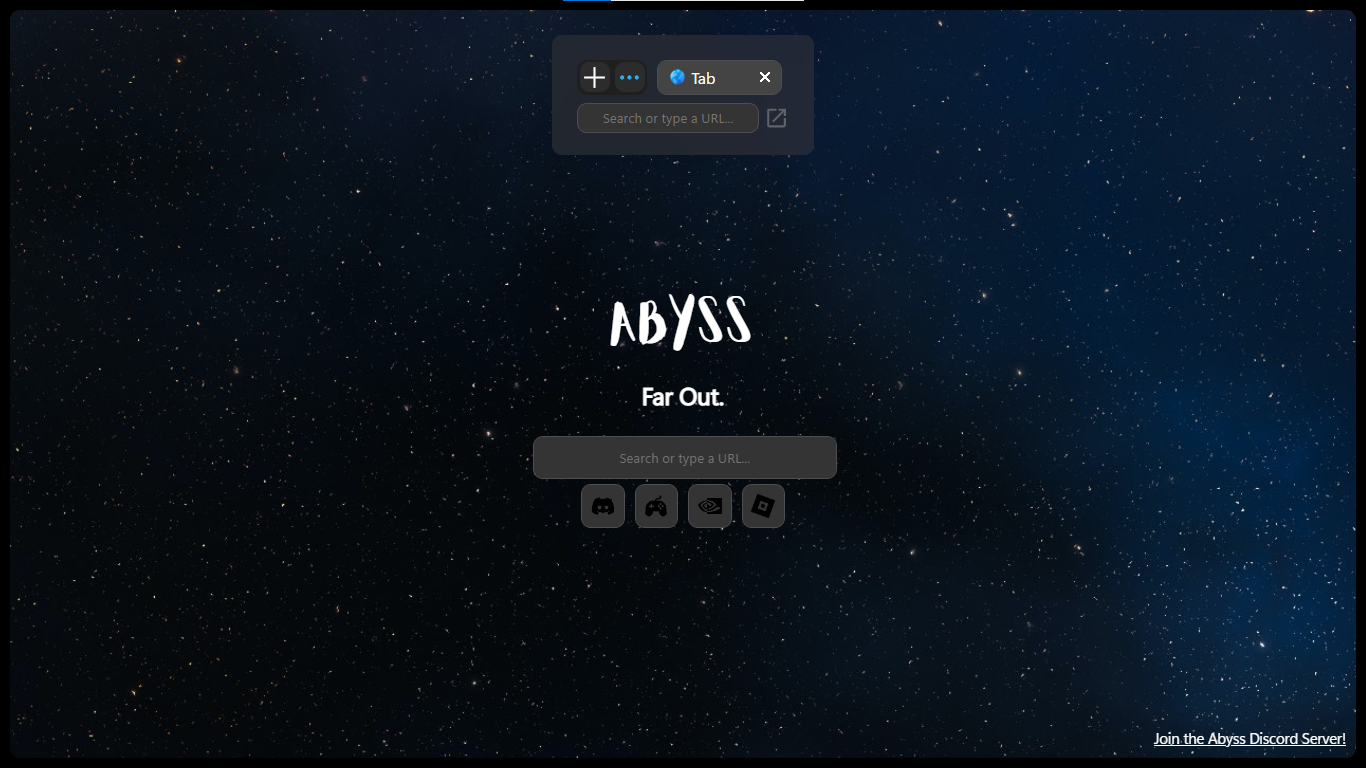 Tab
Search or type a URL...
ABYSS
Far Out.
Search or type a URL...
Join the Abyss Discord Server!